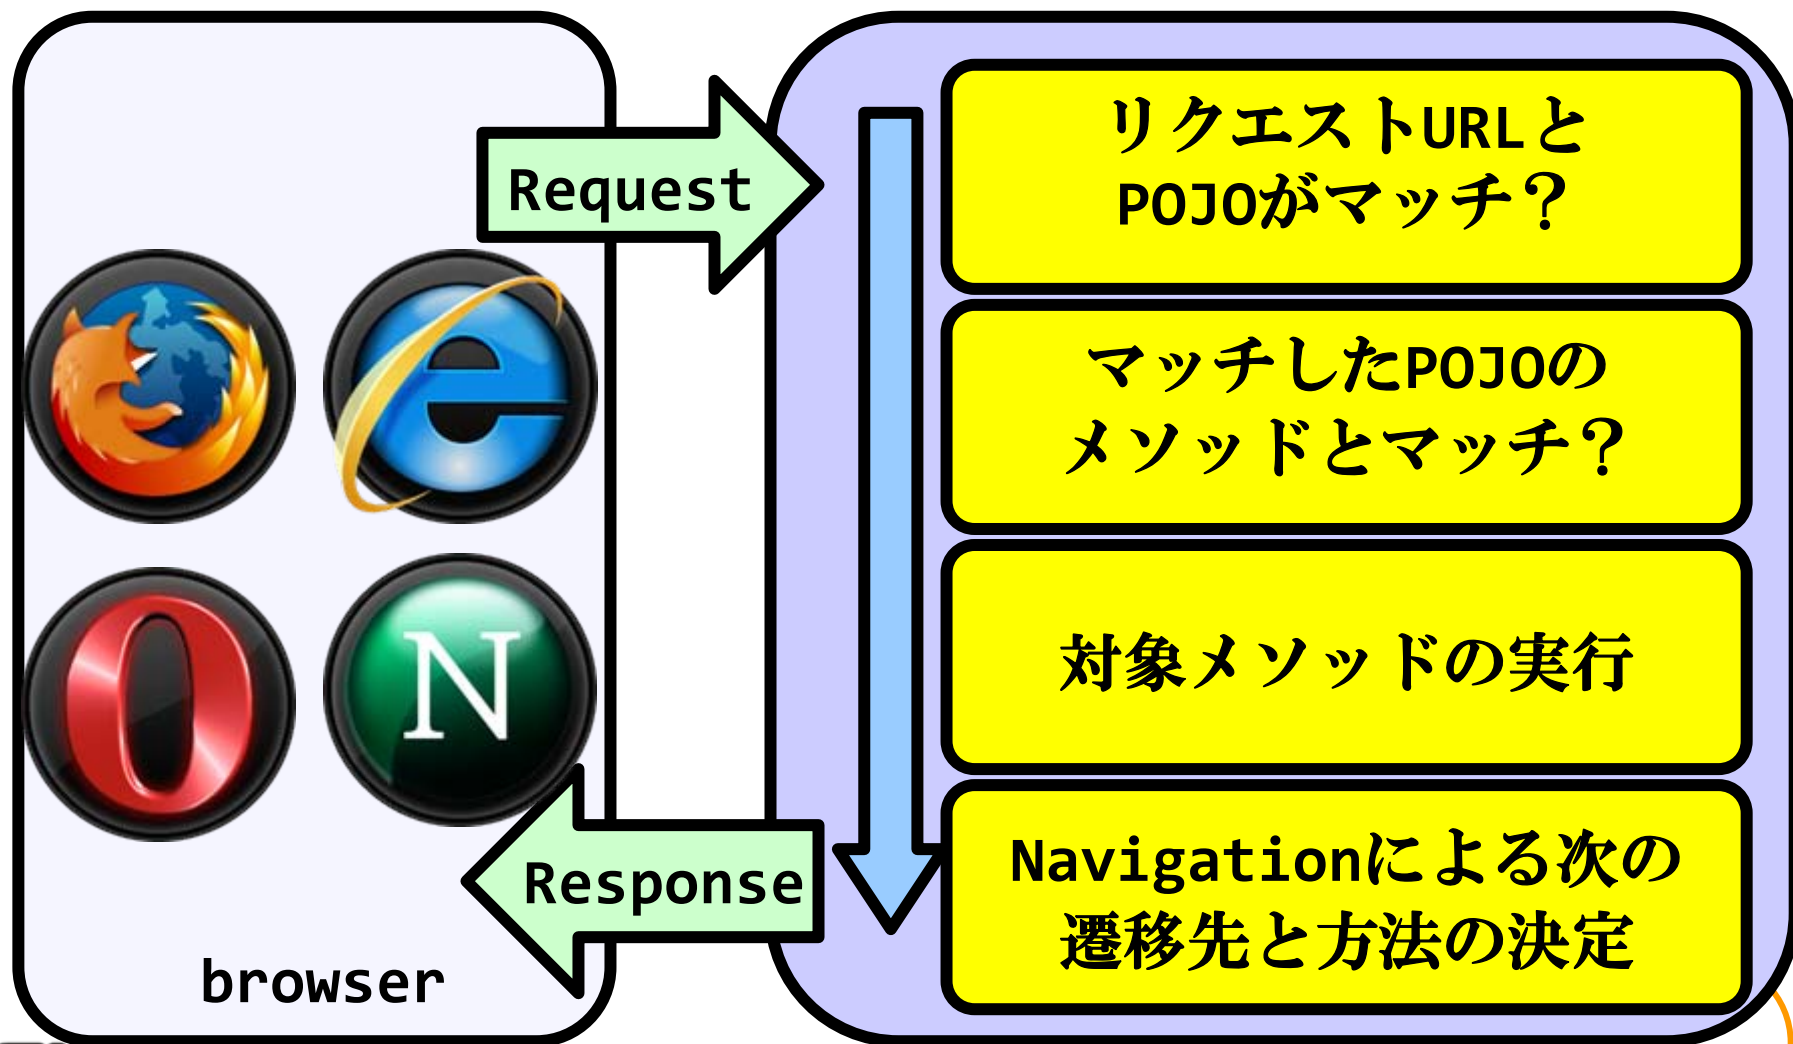 Request
リクエストURLと
POJOがマッチ？
マッチしたPOJOの
メソッドとマッチ？
対象メソッドの実行
Navigationによる次の
遷移先と方法の決定
Response
browser
N